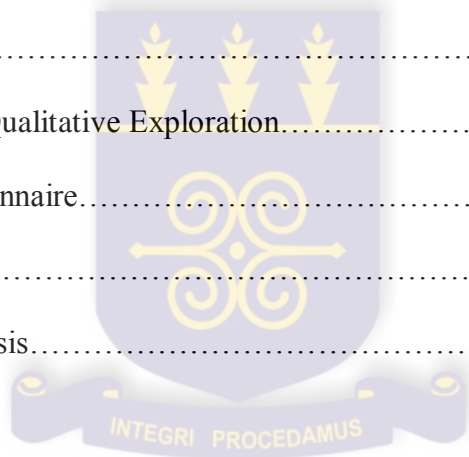 ……………………………………………
Qualitative Exploration………………
nnaire…………………………………
……………………………………………
sis………………………………………
INTEGRI PROCEDAMUS